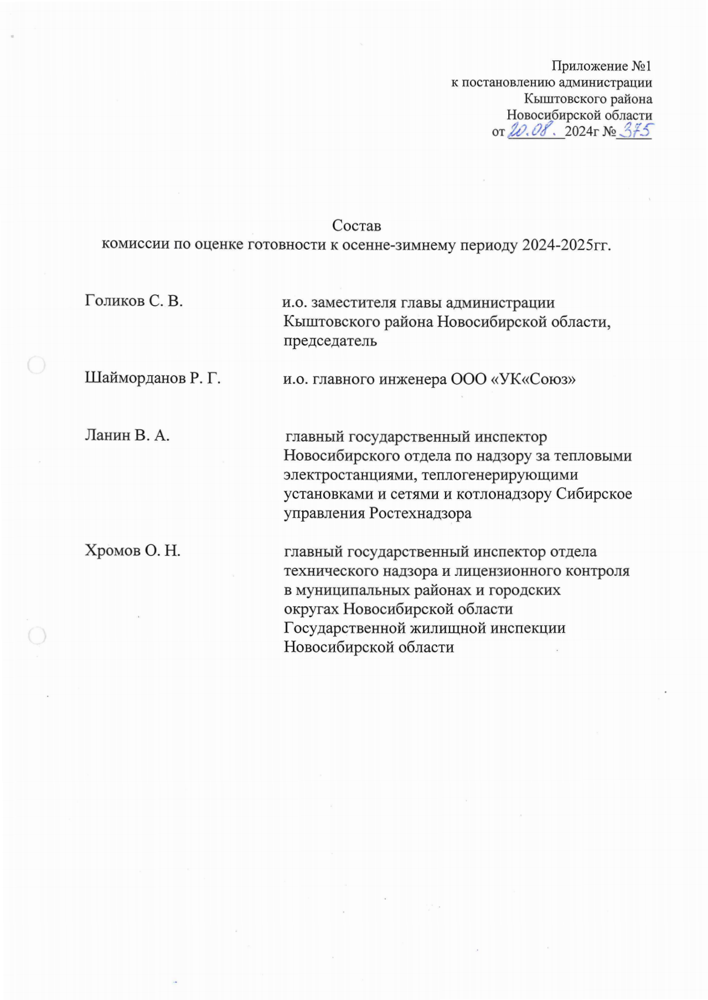 Приложение №1
к постановлению администрации
Кыштовского района
Новосибирской области
от 20.08. 2024г № 375
Состав
комиссии по оценке готовности к осенне-зимнему периоду 2024-2025гг.
Голиков С. В. и.о. заместителя главы администрации
Кыштовского района Новосибирской области,
председатель
Шайморданов Р. Г. и.о. главного инженера ООО «УК«Союз»
Ланин В. А. главный государственный инспектор
Новосибирского отдела по надзору за тепловыми
электростанциями, теплогенерирующими
установками и сетями и котлонадзору Сибирское
управления Ростехнадзора
Хромов О. Н. главный государственный инспектор отдела
технического надзора и лицензионного контроля
в муниципальных районах и городских
округах Новосибирской области
Государственной жилищной инспекции
Новосибирской области